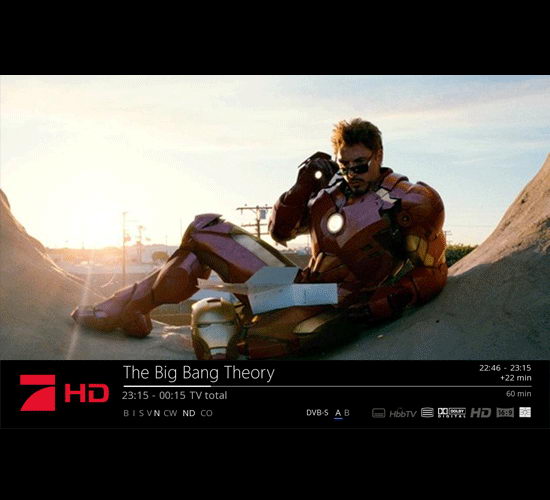 The Big Bang Theory
22:46 - 23:15
+22 min
7 HD
23:15 - 00:15 TV total
60 min
B I S V N CW ND CO
DVB-S A B
HbbTV
DOLBY
DIGITAL
HD
16:9